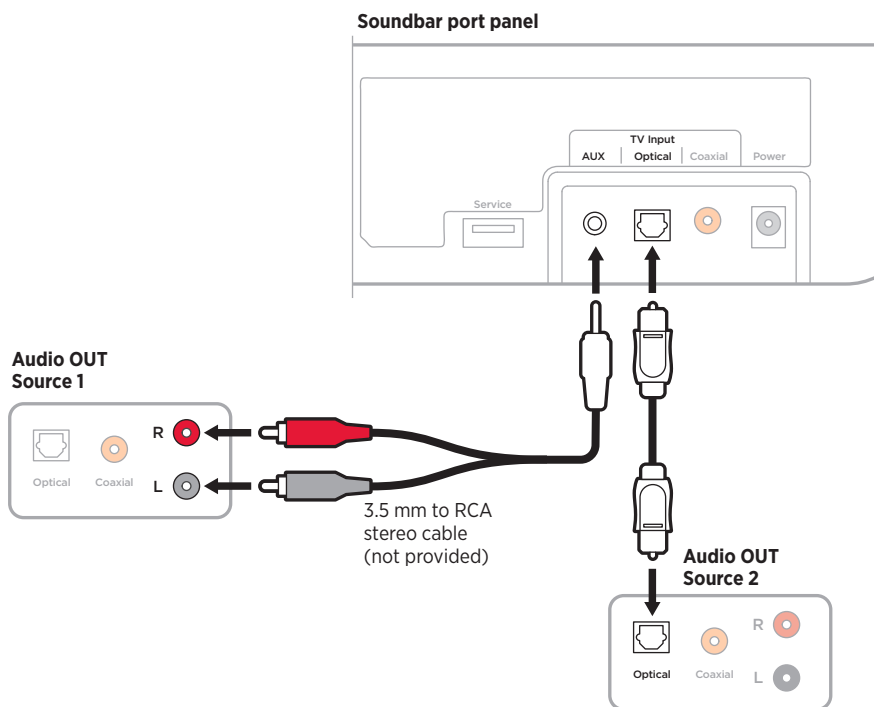 Soundbar port panel
TV Input
AUX
Optical
Coaxial
Power
Service
Audio OUT
Source 1
R
Optical
Coaxial
L
3.5 mm to RCA
stereo cable
(not provided)
Audio OUT
Source 2
R
Optical
Coaxial
L